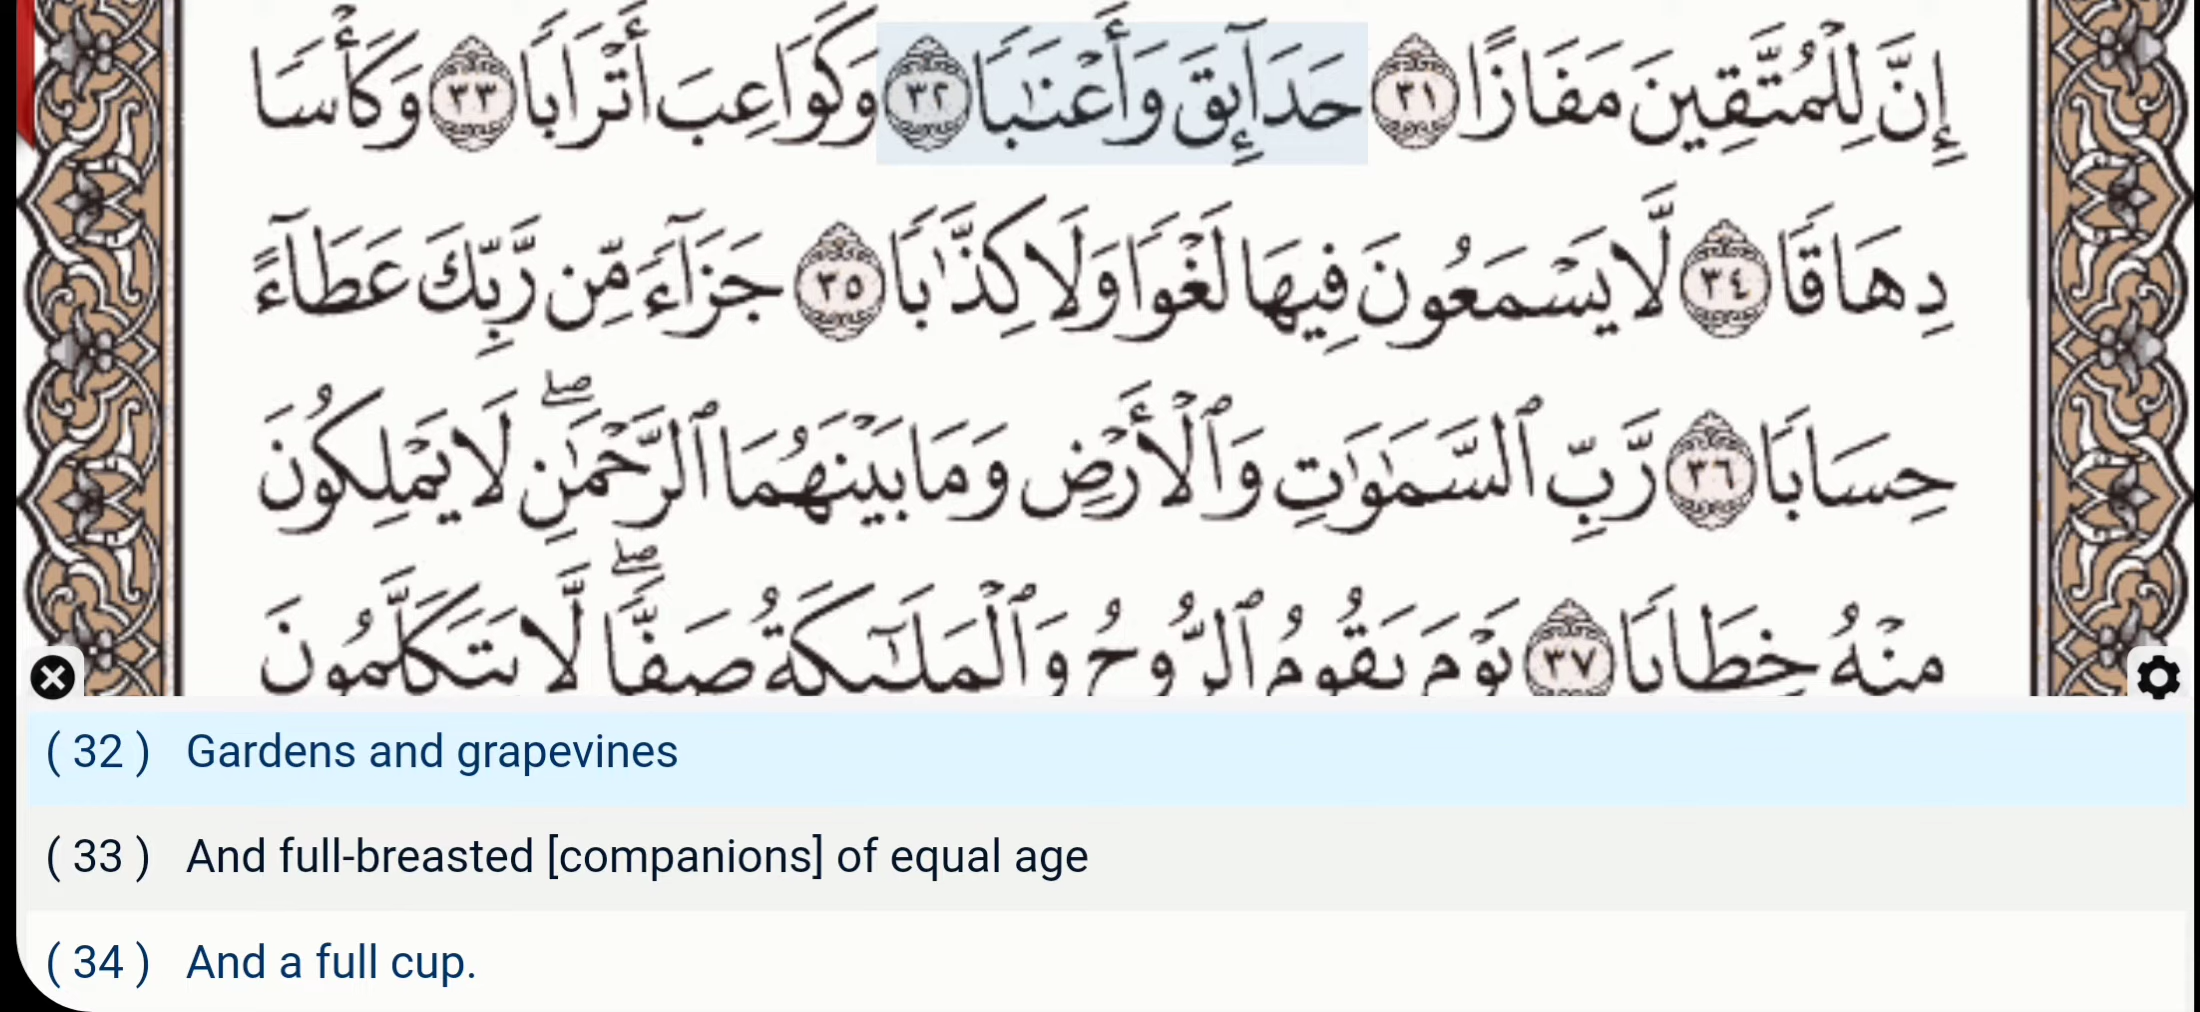 إِنَّ لِلْمُتَّقِينَ مَفَازًا ٣١ حَدَآئِقَ وَأَعْنَٰبًا ٣٢ وَكَوَاعِبَ أَتْرَابًا ٣٣ وَكَأْسًا
دِهَاقًا ٣٤ لَّا يَسْمَعُونَ فِيهَا لَغْوًا وَلَا كِذَّٰبًا ٣٥ جَزَآءً مِّن رَّبِّكَ عَطَآءً
حِسَابًا ٣٦ رَّبِّ ٱلسَّمَٰوَٰتِ وَٱلْأَرْضِ وَمَا بَيْنَهُمَا ٱلرَّحْمَٰنِ ۖ لَا يَمْلِكُونَ
مِنْهُ خِطَابًا ٣٧ يَوْمَ يَقُومُ ٱلرُّوحُ وَٱلْمَلَٰٓئِكَةُ صَفًّا ۖ لَّا يَتَكَلَّمُونَ
( 32 ) Gardens and grapevines
( 33 ) And full-breasted [companions] of equal age
( 34 ) And a full cup.